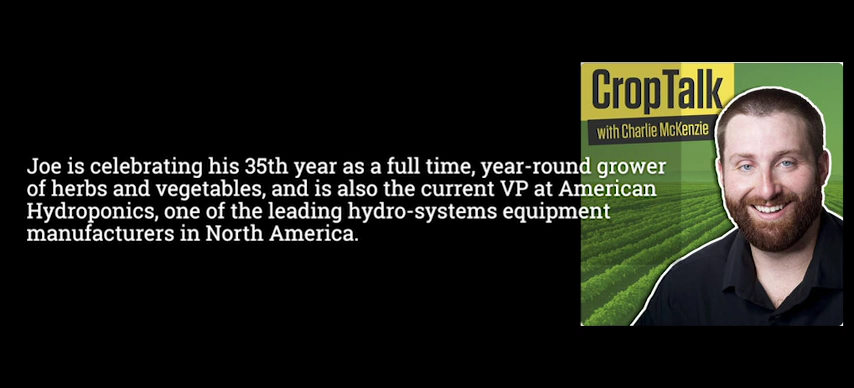 CropTalk
with Charlie McKenzie
Joe is celebrating his 35th year as a full time, year-round grower
of herbs and vegetables, and is also the current VP at American
Hydroponics, one of the leading hydro-systems equipment
manufacturers in North America.